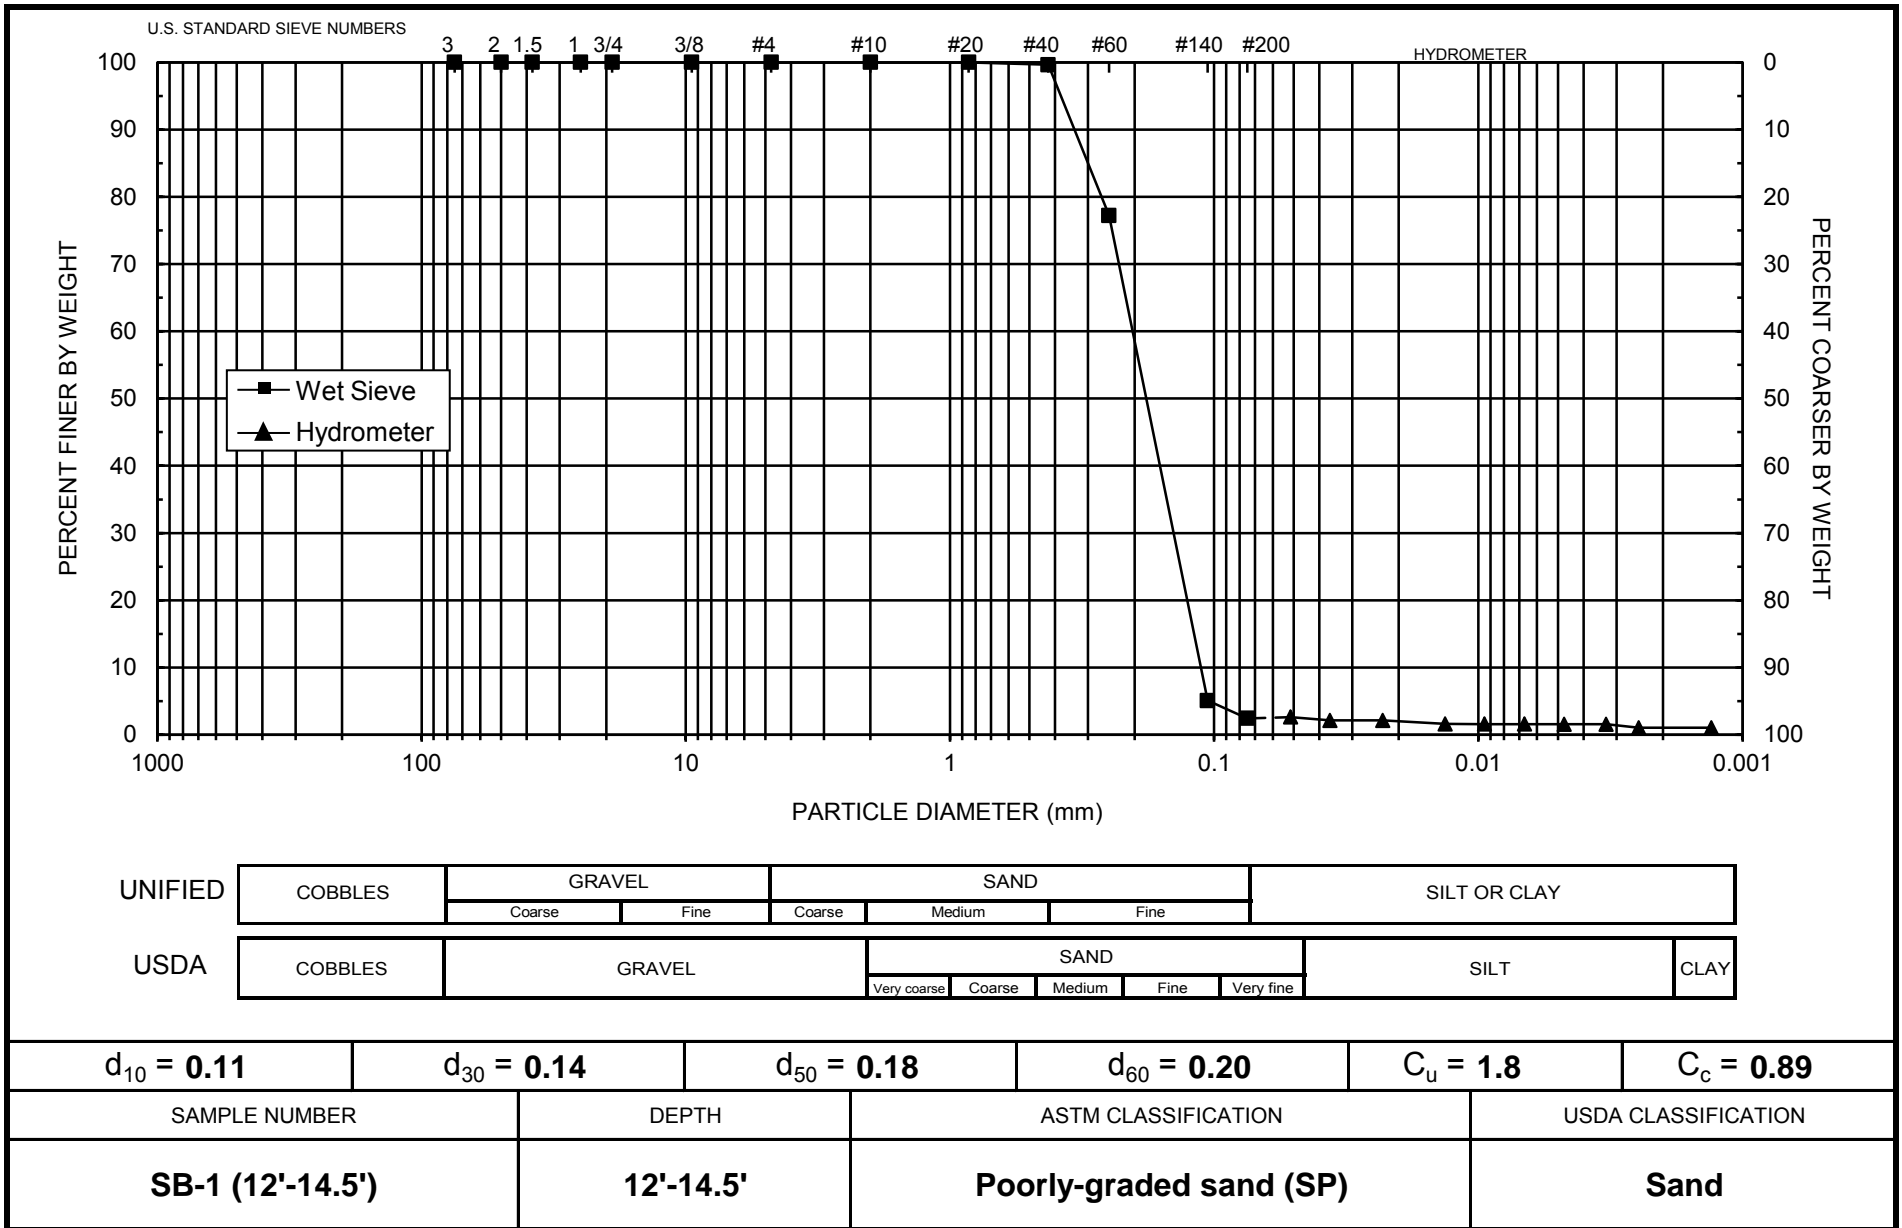 U.S. STANDARD SIEVE NUMBERS
3 2 1.5 1 3/4 3/8 #4 #10 #20 #40 #60 #140 #200
HYDROMETER
100 0
90 10
80 20
70 30
60 40
50 50
40 60
30 70
20 80
10 90
0 100
PERCENT FINER BY WEIGHT
PERCENT COARSER BY WEIGHT
Wet Sieve
Hydrometer
1000 100 10 1 0.1 0.01 0.001
PARTICLE DIAMETER (mm)
UNIFIED
COBBLES GRAVEL SAND SILT OR CLAY
Coarse Fine Coarse Medium Fine
USDA
COBBLES GRAVEL SAND SILT CLAY
Very coarse Coarse Medium Fine Very fine
d10 = 0.11 d30 = 0.14 d50 = 0.18 d60 = 0.20 Cu = 1.8 Cc = 0.89
SAMPLE NUMBER DEPTH ASTM CLASSIFICATION USDA CLASSIFICATION
SB-1 (12'-14.5') 12'-14.5' Poorly-graded sand (SP) Sand